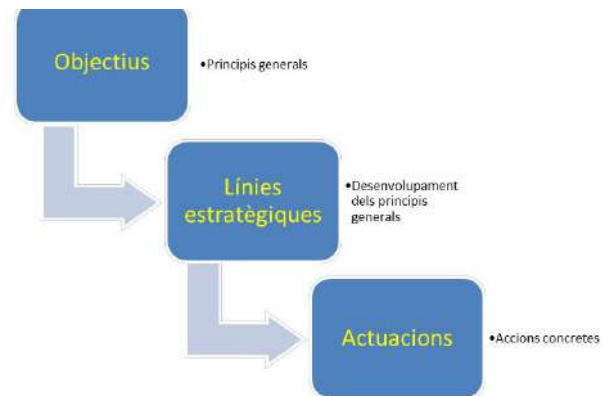 Objectius
•Principis generals
Línies
estratègiques
•Desenvolupament
dels principis
generals
Actuacions
•Accions concretes